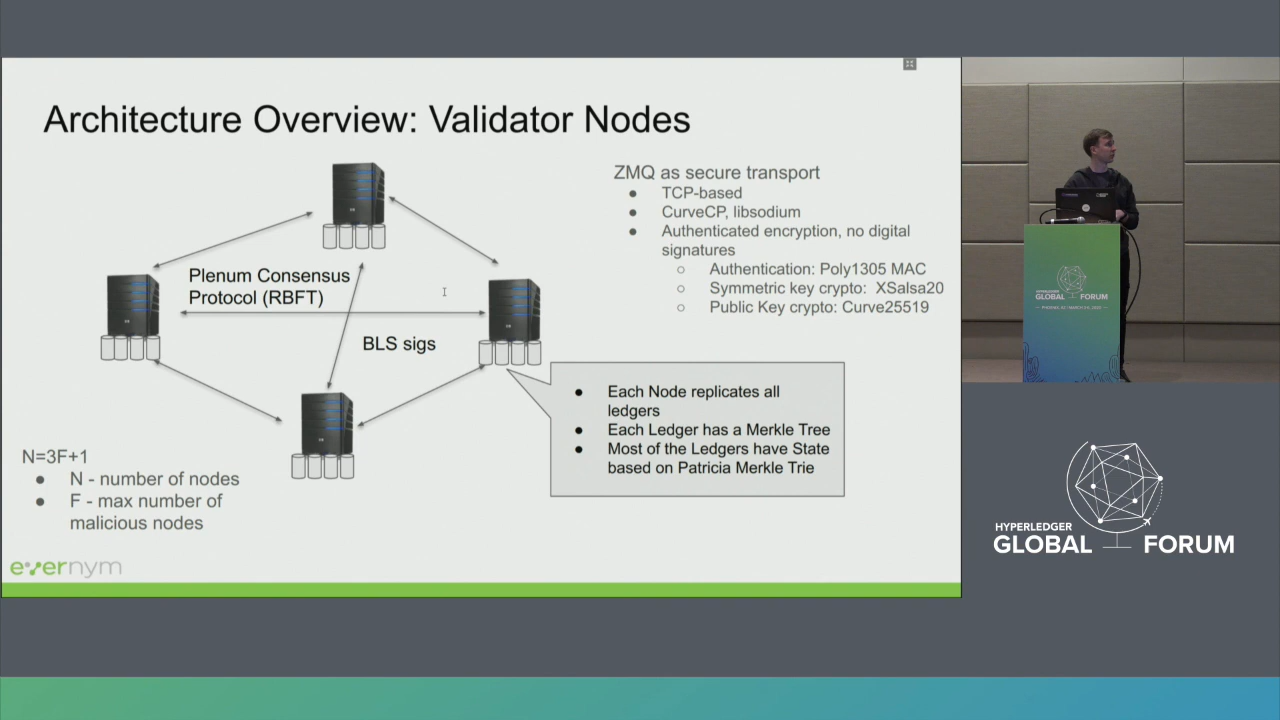 Architecture Overview: Validator Nodes
ZMQ as secure transport
● TCP-based
● CurveCP, libsodium
● Authenticated encryption, no digital
signatures
○ Authentication: Poly1305 MAC
○ Symmetric key crypto: XSalsa20
○ Public Key crypto: Curve25519
Plenum Consensus
Protocol (RBFT)
BLS sigs
● Each Node replicates all
ledgers
● Each Ledger has a Merkle Tree
● Most of the Ledgers have State
based on Patricia Merkle Trie
N=3F+1
● N - number of nodes
● F - max number of
malicious nodes
evernym
HYPERLEDGER
GLOBAL FORUM
HYPERLEDGER
GLOBAL FORUM